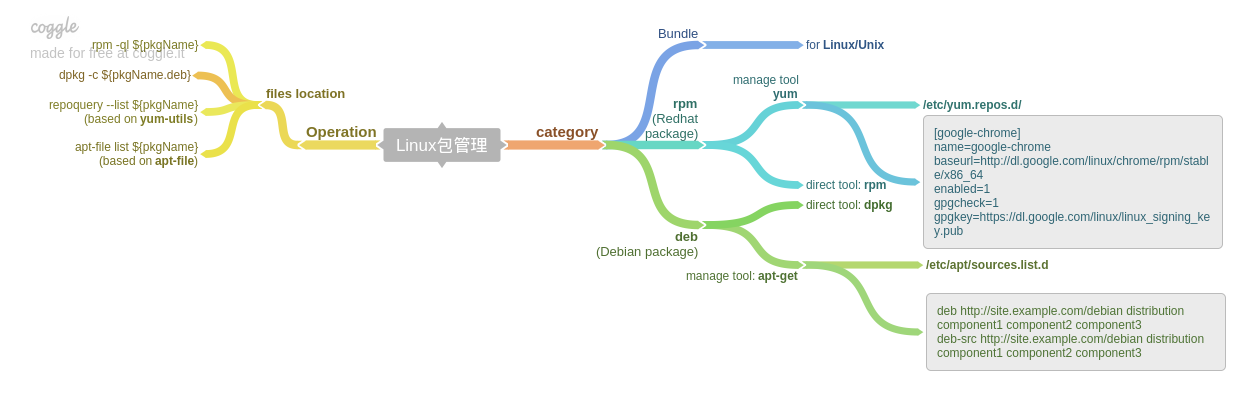 coggle
made for free at coggle.it
rpm -ql ${pkgName}
dpkg -c ${pkgName.deb}
repoquery --list ${pkgName}
(based on yum-utils)
apt-file list ${pkgName}
(based on apt-file)
files location
Operation
Linux包管理
category
Bundle
for Linux/Unix
rpm
(Redhat
package)
manage tool
yum
/etc/yum.repos.d/
[google-chrome]
name=google-chrome
baseurl=http://dl.google.com/linux/chrome/rpm/stabl
e/x86_64
enabled=1
gpgcheck=1
gpgkey=https://dl.google.com/linux/linux_signing_ke
y.pub
direct tool: rpm
deb
(Debian package)
direct tool: dpkg
manage tool: apt-get
/etc/apt/sources.list.d
deb http://site.example.com/debian distribution
component1 component2 component3
deb-src http://site.example.com/debian distribution
component1 component2 component3